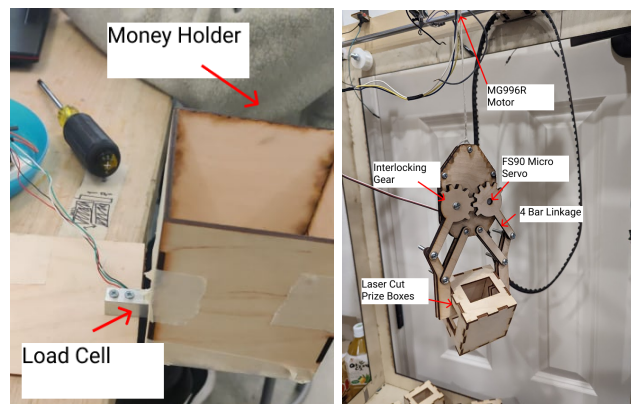 Money Holder
Load Cell
MG996R
Motor
Interlocking
Gear
FS90 Micro
Servo
4 Bar Linkage
Laser Cut
Prize Boxes